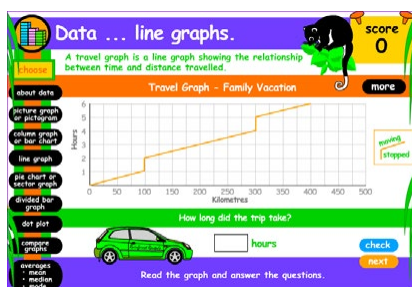 Data ... line graphs.
score
0
A travel graph is a line graph showing the relationship
between time and distance travelled.
choose
Travel Graph - Family Vacation
more
about data
picture graph
or pictogram
column graph
or bar chart
line graph
pie chart or
sector graph
divided bar
graph
dot plot
compare
graphs
averages
• mean
• median
• mode
Hours
6
5
4
3
2
1
0 50 100 150 200 250 300 350 400 450 500
Kilometres
moving
stopped
How long did the trip take?
hours
check
next
Read the graph and answer the questions.